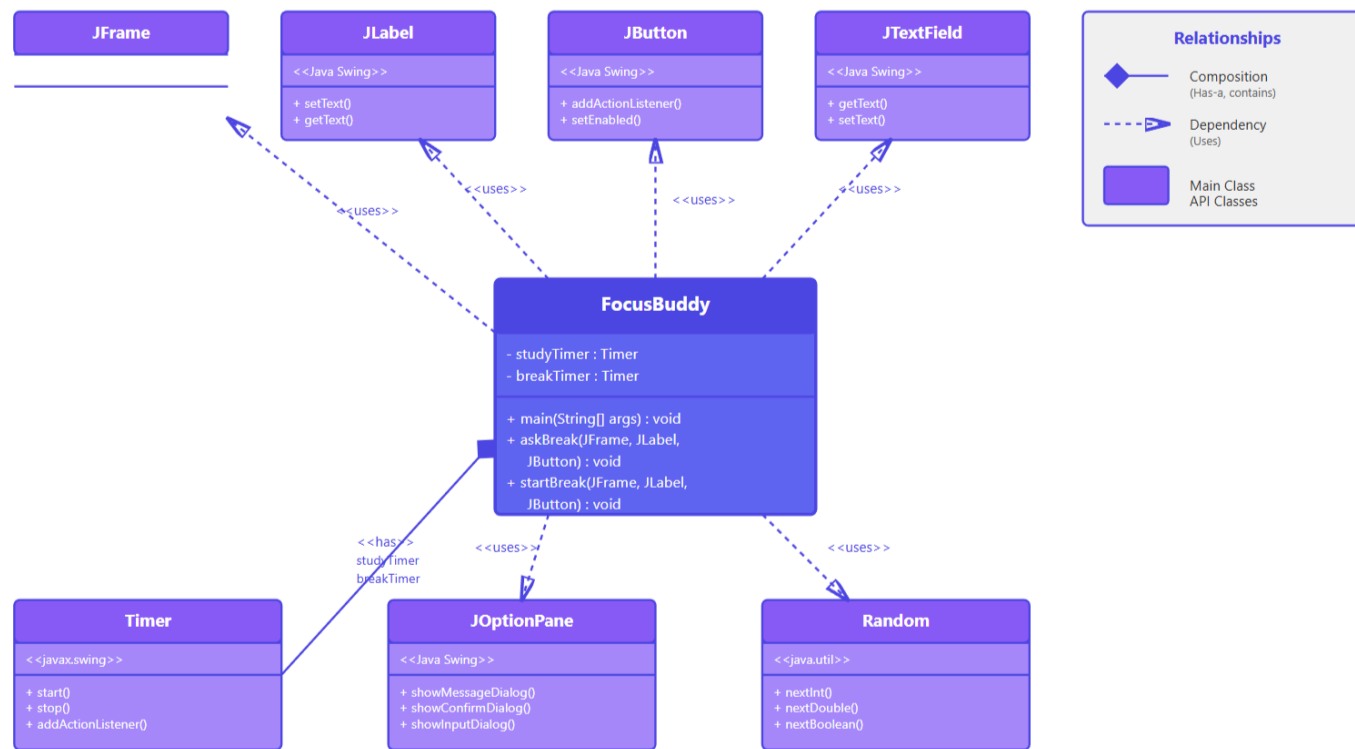 JFrame
JLabel
<<Java Swing>>
+ setText()
+ getText()
JButton
<<Java Swing>>
+ addActionListener()
+ setEnabled()
JTextField
<<Java Swing>>
+ getText()
+ setText()
Relationships
Composition
(Has-a, contains)
Dependency
(Uses)
Main Class
API Classes
<<uses>>
<<uses>>
<<uses>>
<<uses>>
FocusBuddy
- studyTimer : Timer
- breakTimer : Timer
+ main(String[] args) : void
+ askBreak(JFrame, JLabel,
JButton) : void
+ startBreak(JFrame, JLabel,
JButton) : void
<<has>>
studyTimer
breakTimer
<<uses>>
<<uses>>
Timer
<<javax.swing>>
+ start()
+ stop()
+ addActionListener()
JOptionPane
<<Java Swing>>
+ showMessageDialog()
+ showConfirmDialog()
+ showInputDialog()
Random
<<java.util>>
+ nextInt()
+ nextDouble()
+ nextBoolean()